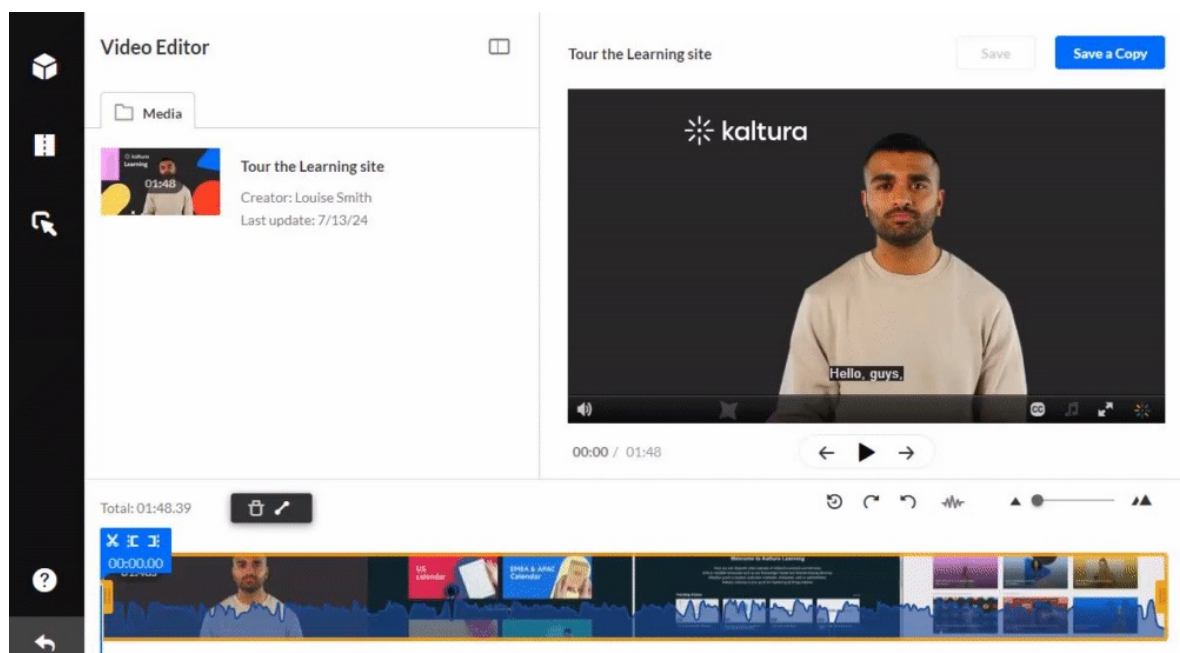 Video Editor
Media
01:48
Tour the Learning site
Creator: Louise Smith
Last update: 7/13/24
Tour the Learning site
Save
Save a Copy
kaltura
Hello, guys,
CC
00:00 / 01:48
Total: 01:48.39
00:00.00
US
calendar
EMBA & APAC
Calendar
Welcome to Kaltura Learning